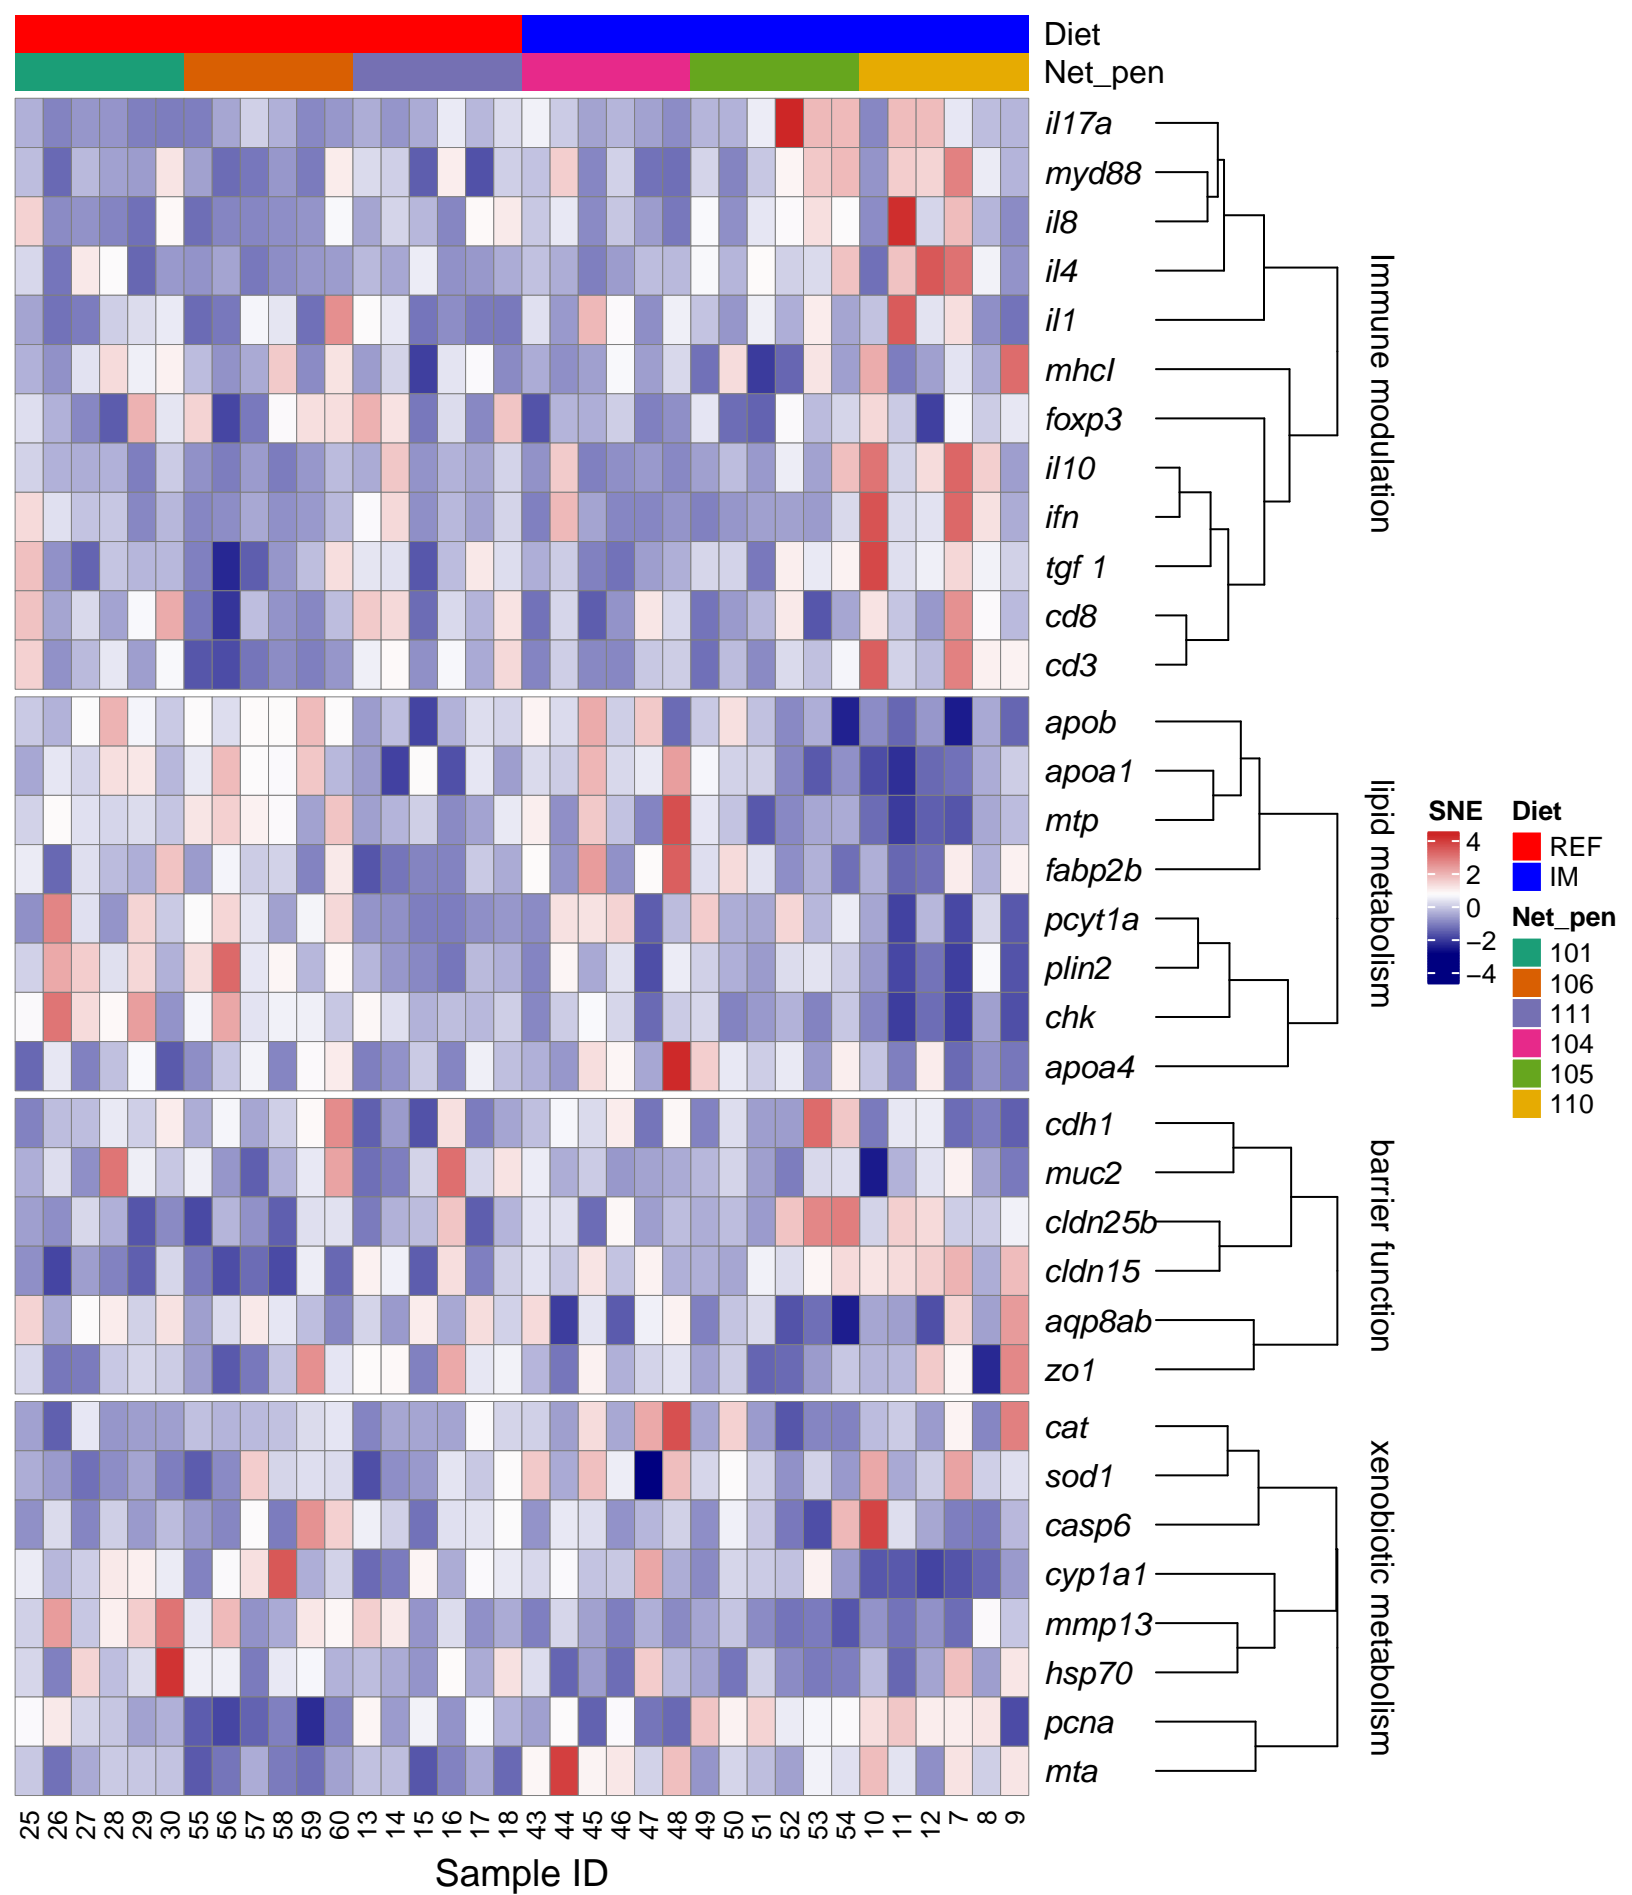 Diet
Net_pen
il17a
myd88
il8
il4
il1
mhcI
foxp3
il10
ifn
tgf 1
cd8
cd3
Immune modulation
apob
apoa1
mtp
fabp2b
pcyt1a
plin2
chk
apoa4
lipid metabolism
cdh1
muc2
cldn25b
cldn15
aqp8ab
zo1
barrier function
cat
sod1
casp6
cyp1a1
mmp13
hsp70
pcna
mta
xenobiotic metabolism
SNE
4
2
0
−2
−4
Diet
REF
IM
Net_pen
101
106
111
104
105
110
25 26 27 28 29 30 55 56 57 58 59 60 13 14 15 16 17 18 43 44 45 46 47 48 49 50 51 52 53 54 10 11 12 7 8 9
Sample ID